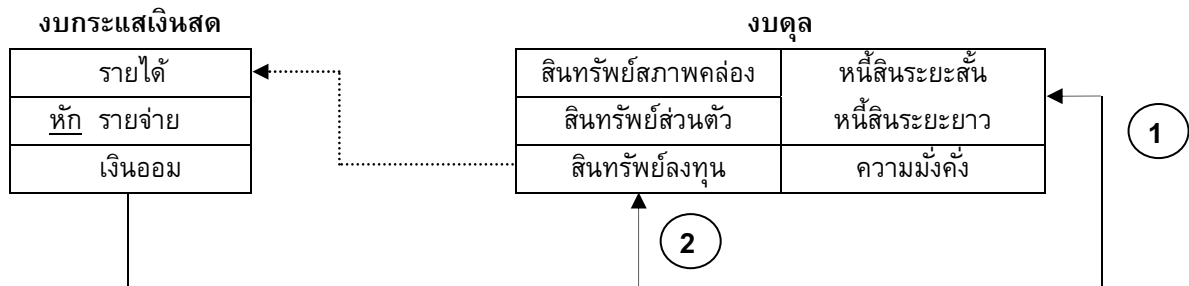 งบกระแสเงินสด
งบดุล
รายได้
หัก รายจ่าย
เงินออม
สินทรัพย์สภาพคล่อง
หนี้สินระยะสั้น
สินทรัพย์ส่วนตัว
หนี้สินระยะยาว
สินทรัพย์ลงทุน
ความมั่งคั่ง
1
2